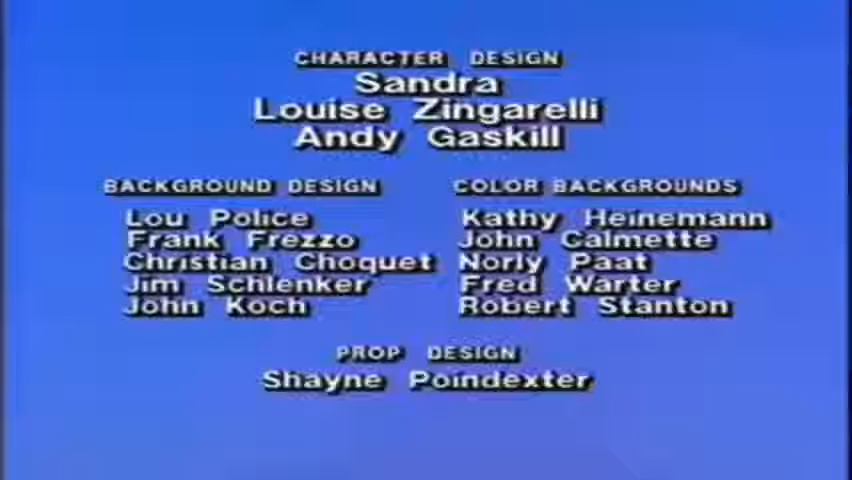 CHARACTER DESIGN
Sandra
Louise Zingarelli
Andy Gaskill
BACKGROUND DESIGN
Lou Police
Frank Frezzo
Christian Choquet
Jim Schlenker
John Koch
COLOR BACKGROUNDS
Kathy Heinemann
John Calmette
Norly Paat
Fred Warter
Robert Stanton
PROP DESIGN
Shayne Poindexter